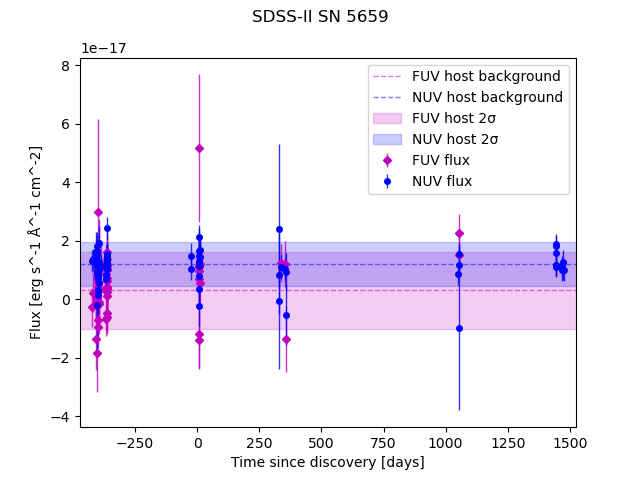 SDSS-II SN 5659
1e−17
FUV host background
NUV host background
FUV host 2σ
NUV host 2σ
FUV flux
NUV flux
8
6
4
2
0
−2
−4
Flux [erg s^-1 Å^-1 cm^-2]
−250 0 250 500 750 1000 1250 1500
Time since discovery [days]